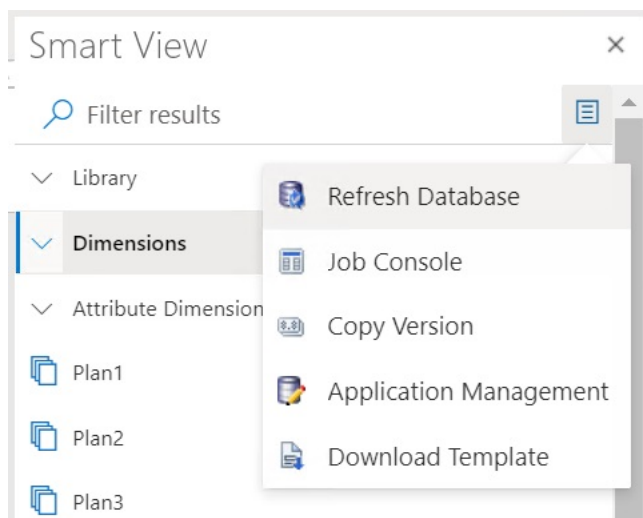 Smart View
Filter results
Library
Refresh Database
Dimensions
Job Console
Attribute Dimension
Copy Version
Plan1
Application Management
Plan2
Download Template
Plan3